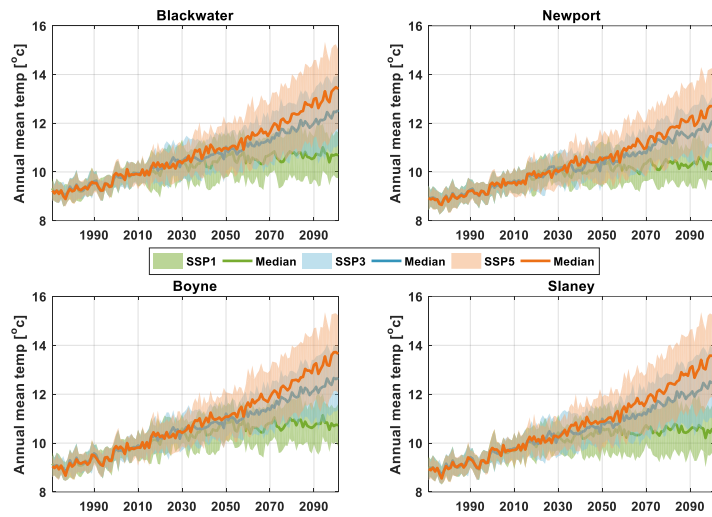 Blackwater
Newport
Annual mean temp [°c]
16
14
12
10
8
1990 2010 2030 2050 2070 2090
Annual mean temp [°c]
16
14
12
10
8
1990 2010 2030 2050 2070 2090
SSP1 Median SSP3 Median SSP5 Median
Boyne
Slaney
Annual mean temp [°c]
16
14
12
10
8
1990 2010 2030 2050 2070 2090
Annual mean temp [°c]
16
14
12
10
8
1990 2010 2030 2050 2070 2090